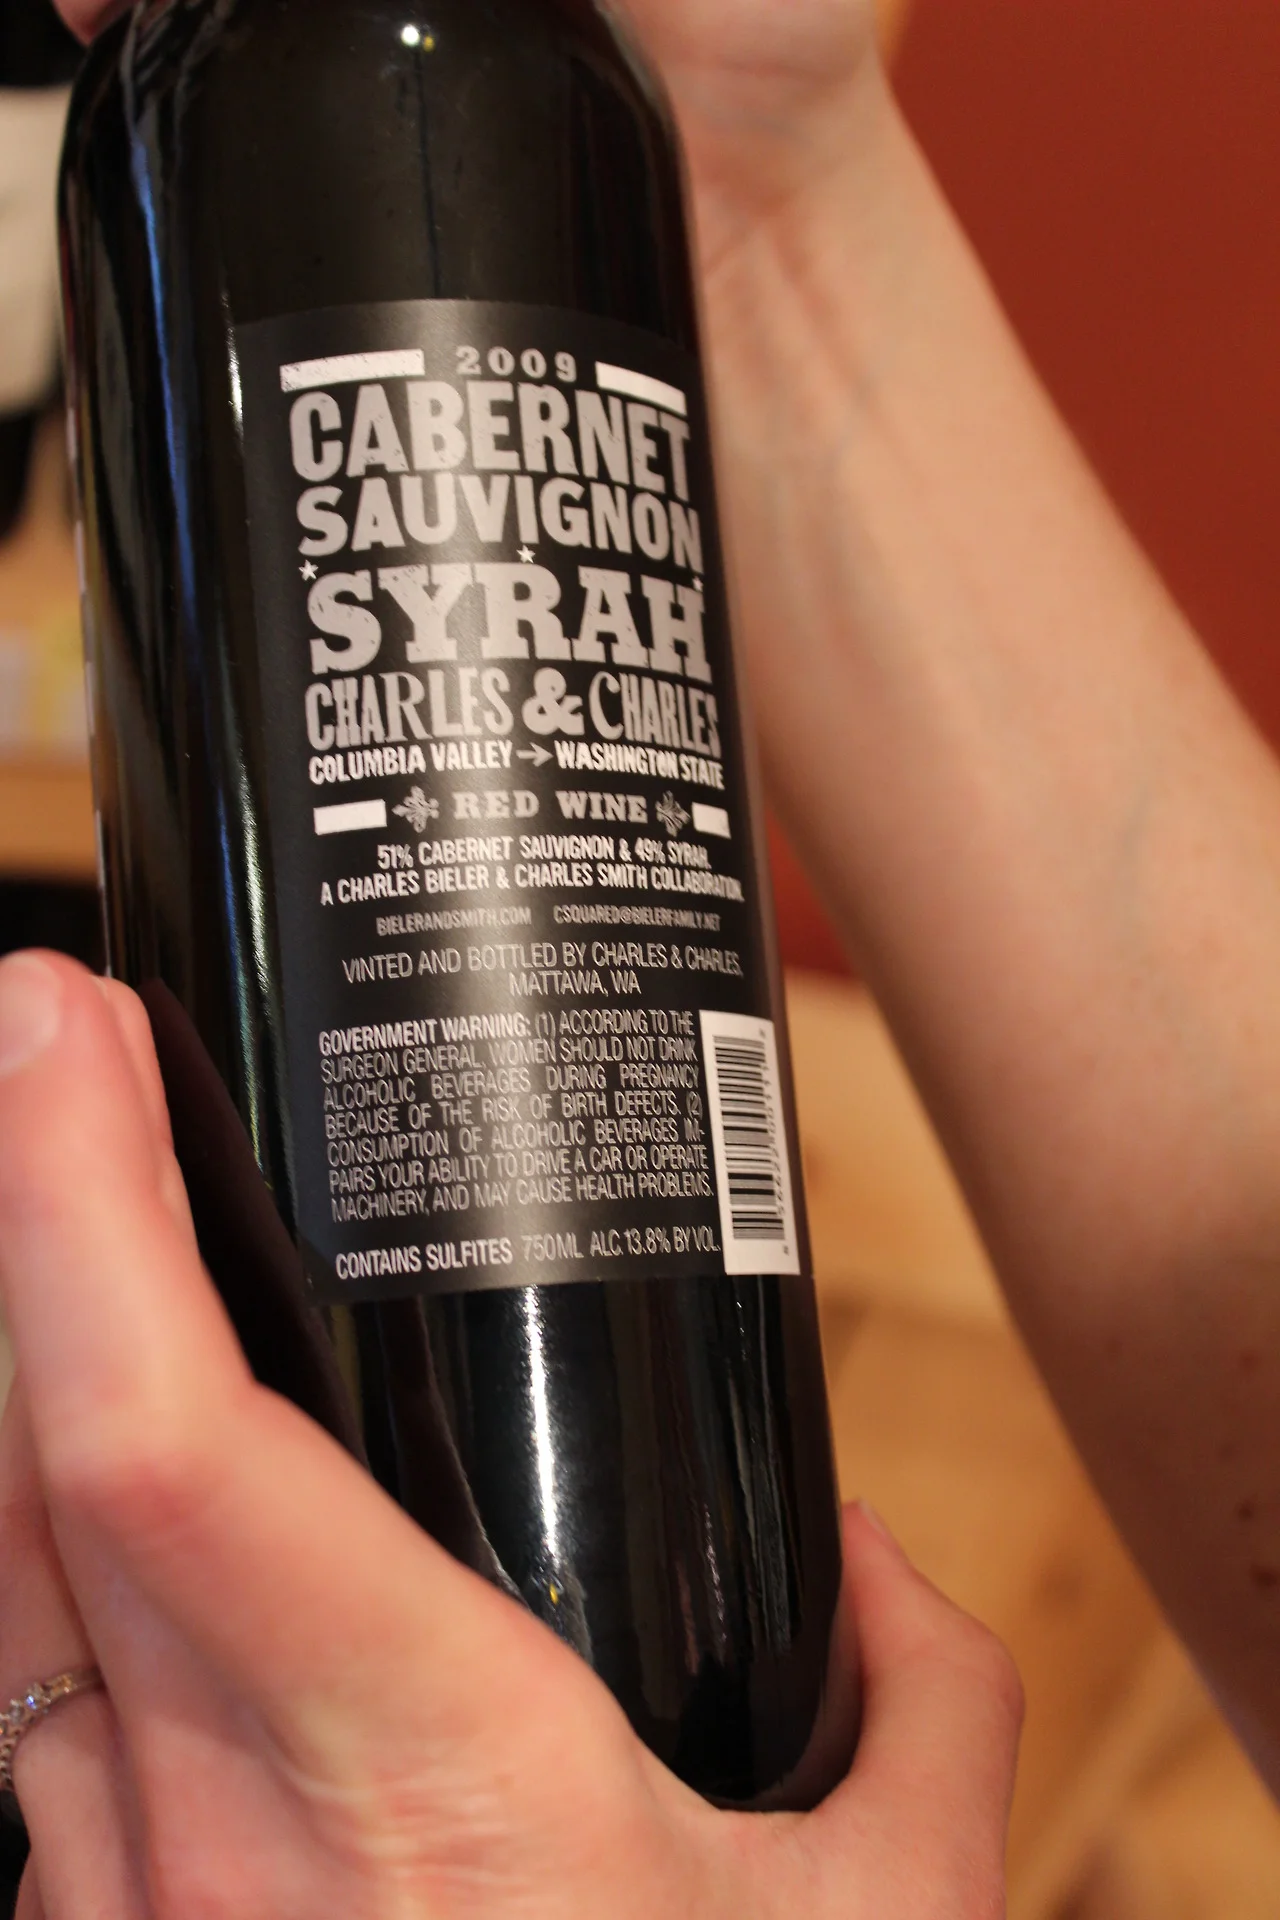 2009
CABERNET
SAUVIGNON
SYRAH
CHARLES & CHARLES
COLUMBIA VALLEY → WASHINGTON STATE
RED WINE
51% CABERNET SAUVIGNON & 49% SYRAH.
A CHARLES BIELER & CHARLES SMITH COLLABORATION.
BIELERANDSMITH.COM CSQUARED@BIELERFAMILY.NET
VINTED AND BOTTLED BY CHARLES & CHARLES,
MATTAWA, WA
GOVERNMENT WARNING: (1) ACCORDING TO THE
SURGEON GENERAL, WOMEN SHOULD NOT DRINK
ALCOHOLIC BEVERAGES DURING PREGNANCY
BECAUSE OF THE RISK OF BIRTH DEFECTS. (2)
CONSUMPTION OF ALCOHOLIC BEVERAGES IM-
PAIRS YOUR ABILITY TO DRIVE A CAR OR OPERATE
MACHINERY, AND MAY CAUSE HEALTH PROBLEMS.
CONTAINS SULFITES 750ML ALC.13.8% BY VOL.